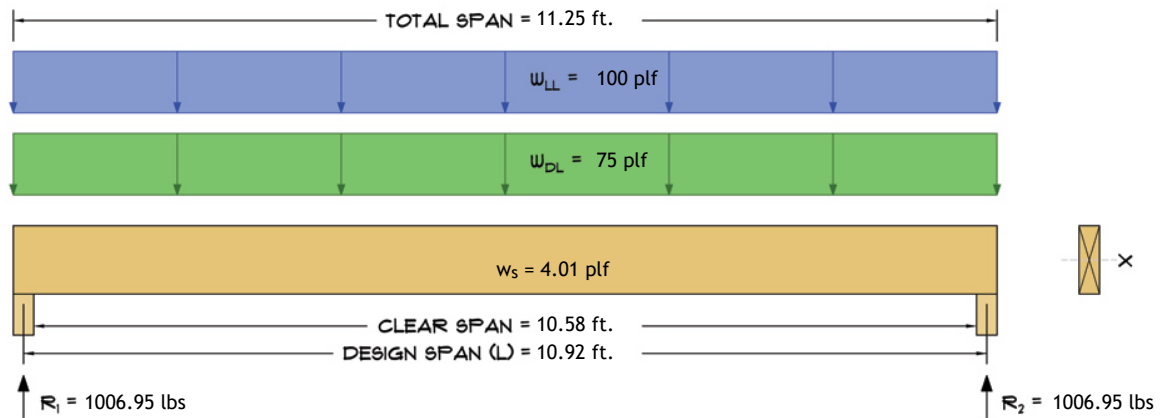 TOTAL SPAN = 11.25 ft.
WLL = 100 plf
WDL = 75 plf
ws = 4.01 plf
X
CLEAR SPAN = 10.58 ft.
DESIGN SPAN (L) = 10.92 ft.
R1 = 1006.95 lbs
R2 = 1006.95 lbs